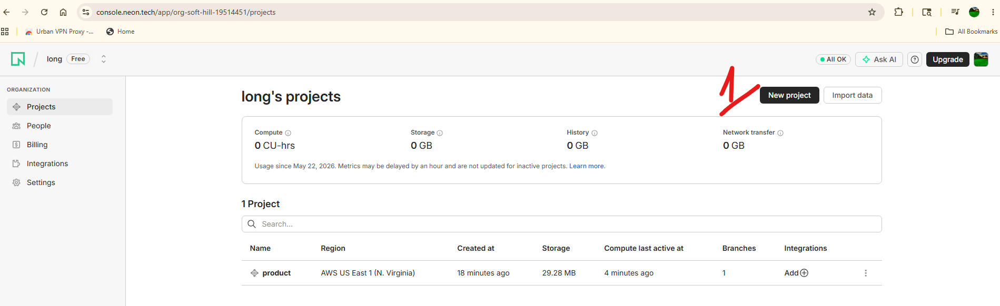 console.neon.tech/app/org-soft-hill-19514451/projects
Urban VPN Proxy -...
Home
All Bookmarks
long Free
All OK
Ask AI
Upgrade
ORGANIZATION
Projects
People
Billing
Integrations
Settings
long's projects
1
New project
Import data
Compute Storage History Network transfer
0 CU-hrs 0 GB 0 GB 0 GB
Usage since May 22, 2026. Metrics may be delayed by an hour and are not updated for inactive projects. Learn more.
1 Project
Search...
Name Region Created at Storage Compute last active at Branches Integrations
product AWS US East 1 (N. Virginia) 18 minutes ago 29.28 MB 4 minutes ago 1 Add